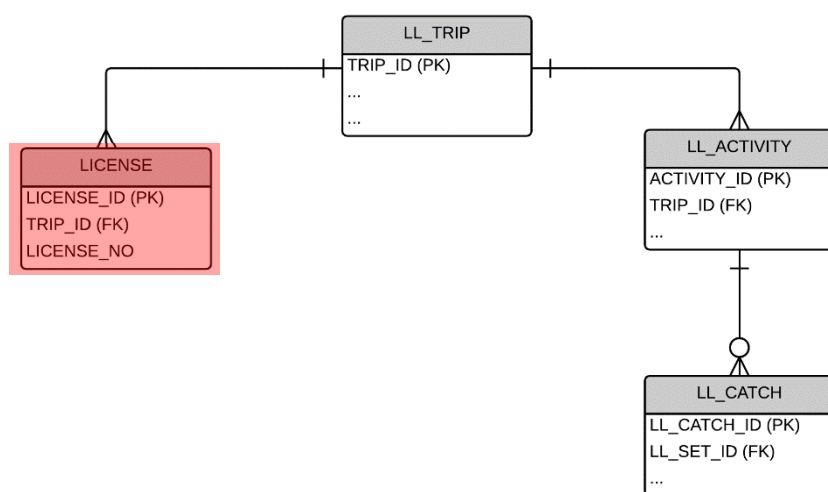 LL_TRIP
TRIP_ID (PK)
...
...
LICENSE
LICENSE_ID (PK)
TRIP_ID (FK)
LICENSE_NO
LL_ACTIVITY
ACTIVITY_ID (PK)
TRIP_ID (FK)
...
LL_CATCH
LL_CATCH_ID (PK)
LL_SET_ID (FK)
...